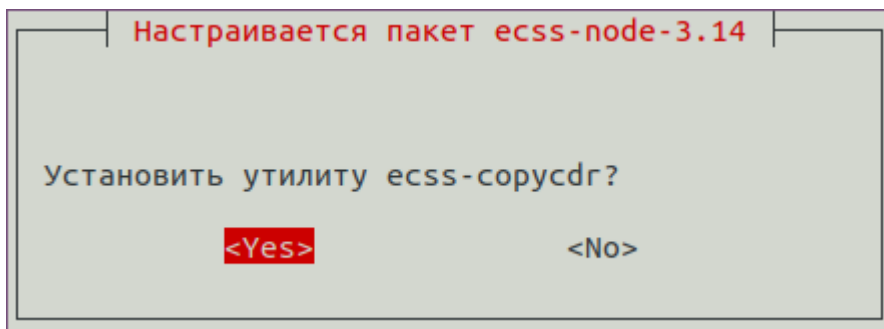 Настраивается пакет ecss-node-3.14
Установить утилиту ecss-copycdr?
<Yes> <No>